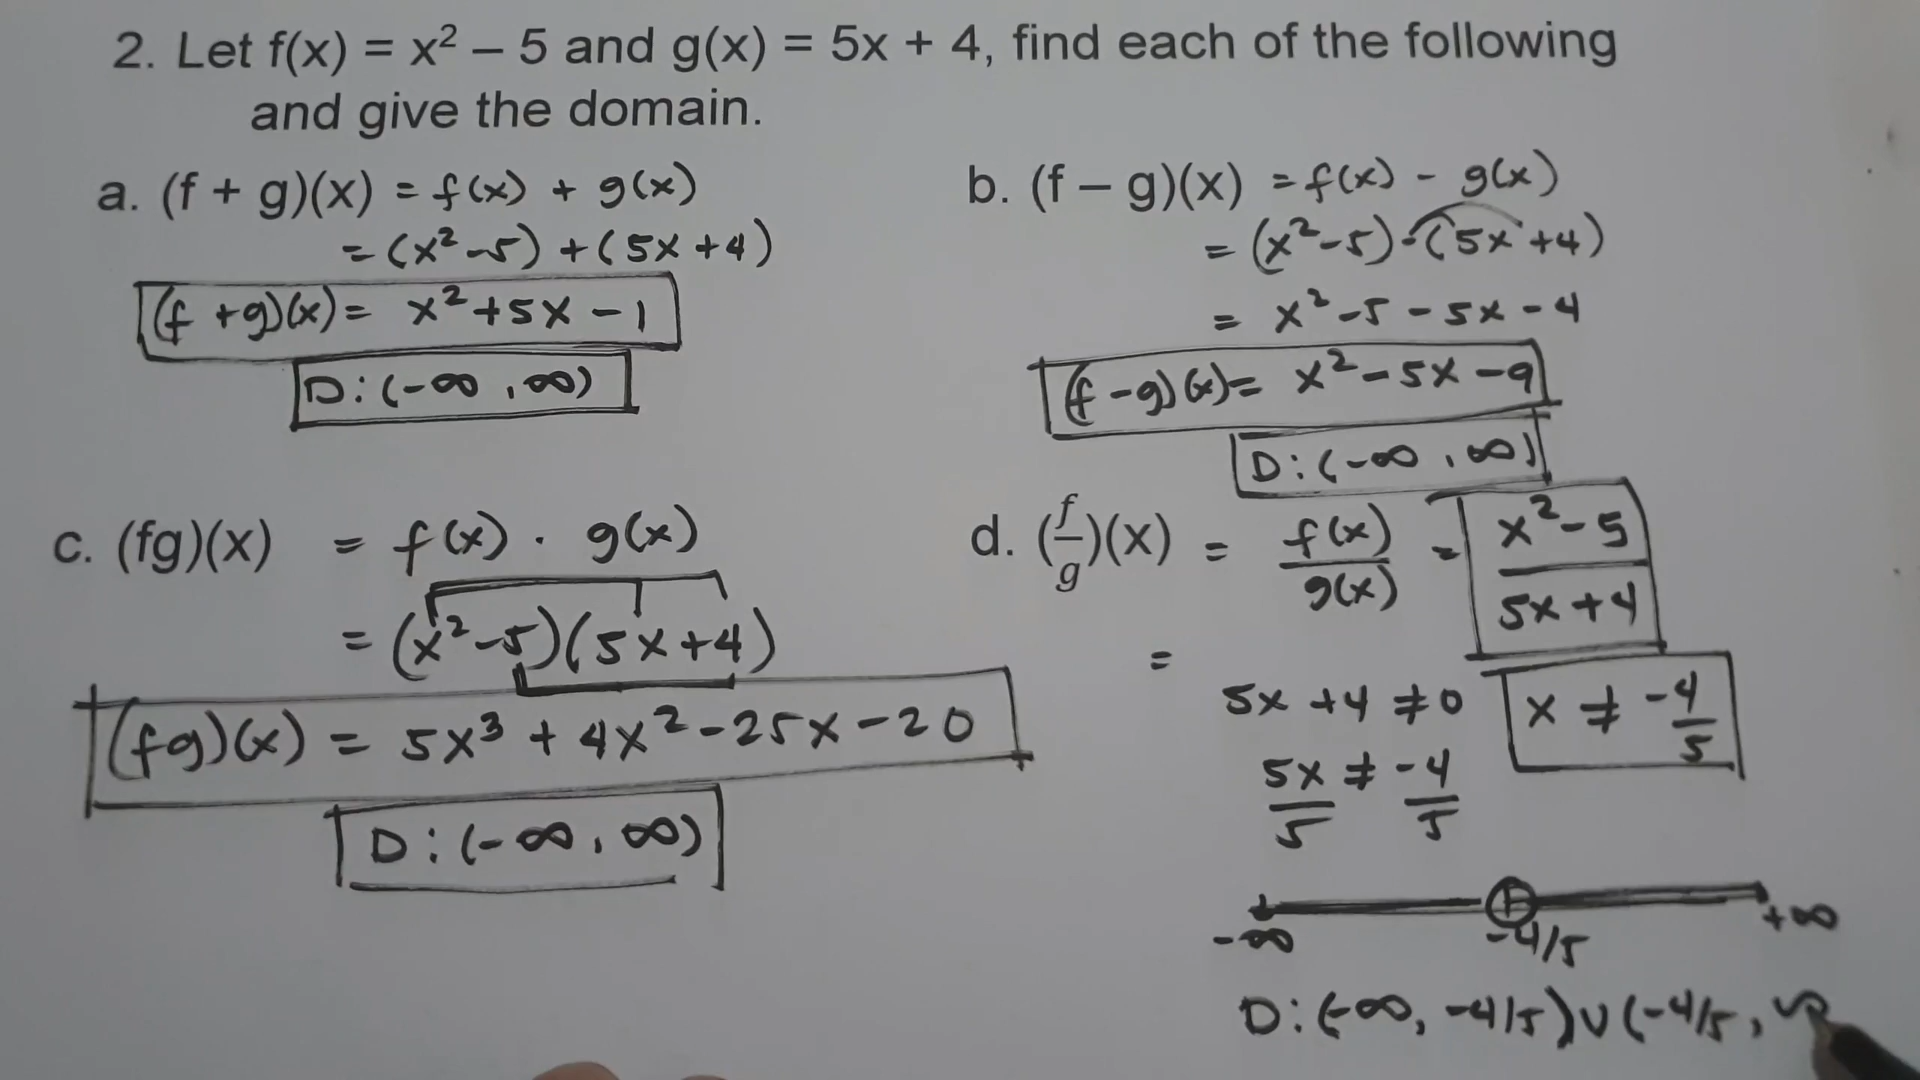 2. Let f(x) = x² – 5 and g(x) = 5x + 4, find each of the following
and give the domain.
a. (f + g)(x) = f(x) + g(x)
= (x² - 5) + (5x + 4)
(f + g)(x) = x² + 5x - 1
D: (-∞, ∞)
b. (f – g)(x) = f(x) - g(x)
= (x² - 5) - (5x + 4)
= x² - 5 - 5x - 4
(f - g)(x) = x² - 5x - 9
D: (-∞, ∞)
c. (fg)(x) = f(x) · g(x)
= (x² - 5)(5x + 4)
(fg)(x) = 5x³ + 4x² - 25x - 20
D: (-∞, ∞)
d. (f/g)(x) = f(x)/g(x) = x² - 5/5x + 4
=
5x + 4 ≠ 0
x ≠ -4/5
5x/5 ≠ -4/5
-∞ -4/5 +∞
D: (-∞, -4/5) ∪ (-4/5, ∞